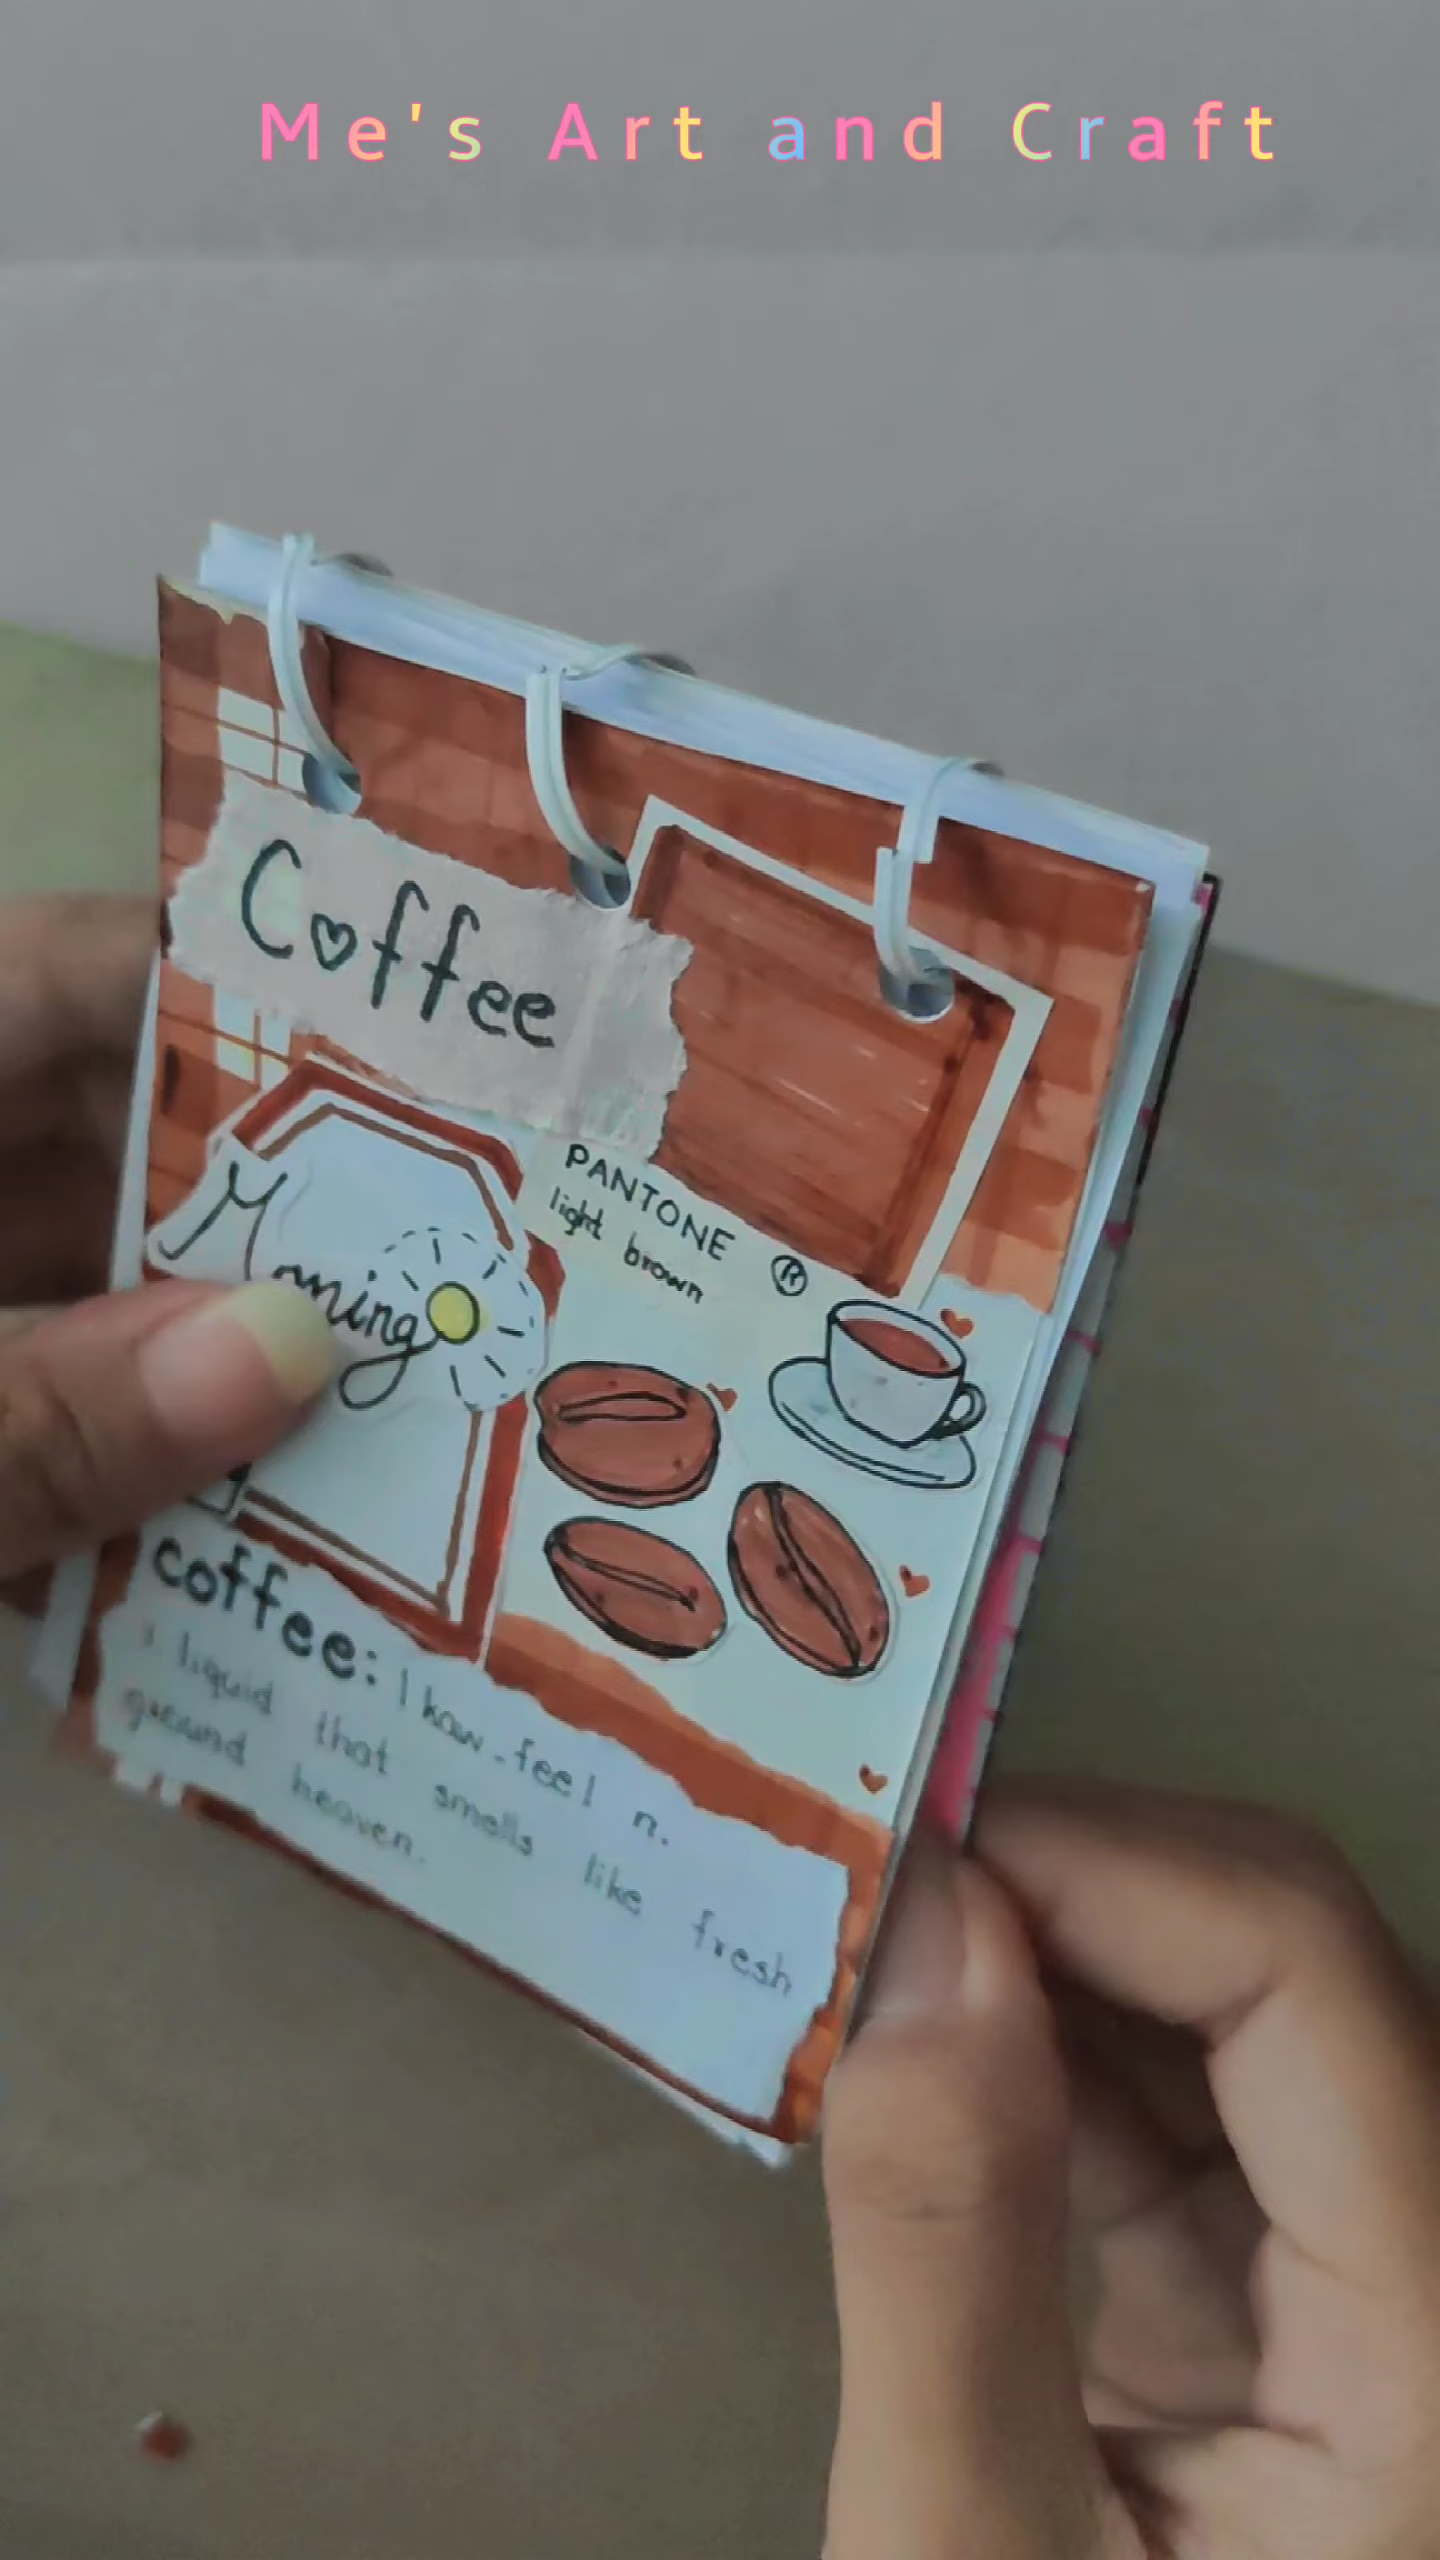 Me's Art and Craft
Coffee
PANTONE ®
light brown
Morning
coffee: | kaw-fee | n.
liquid that smells like fresh
ground heaven.